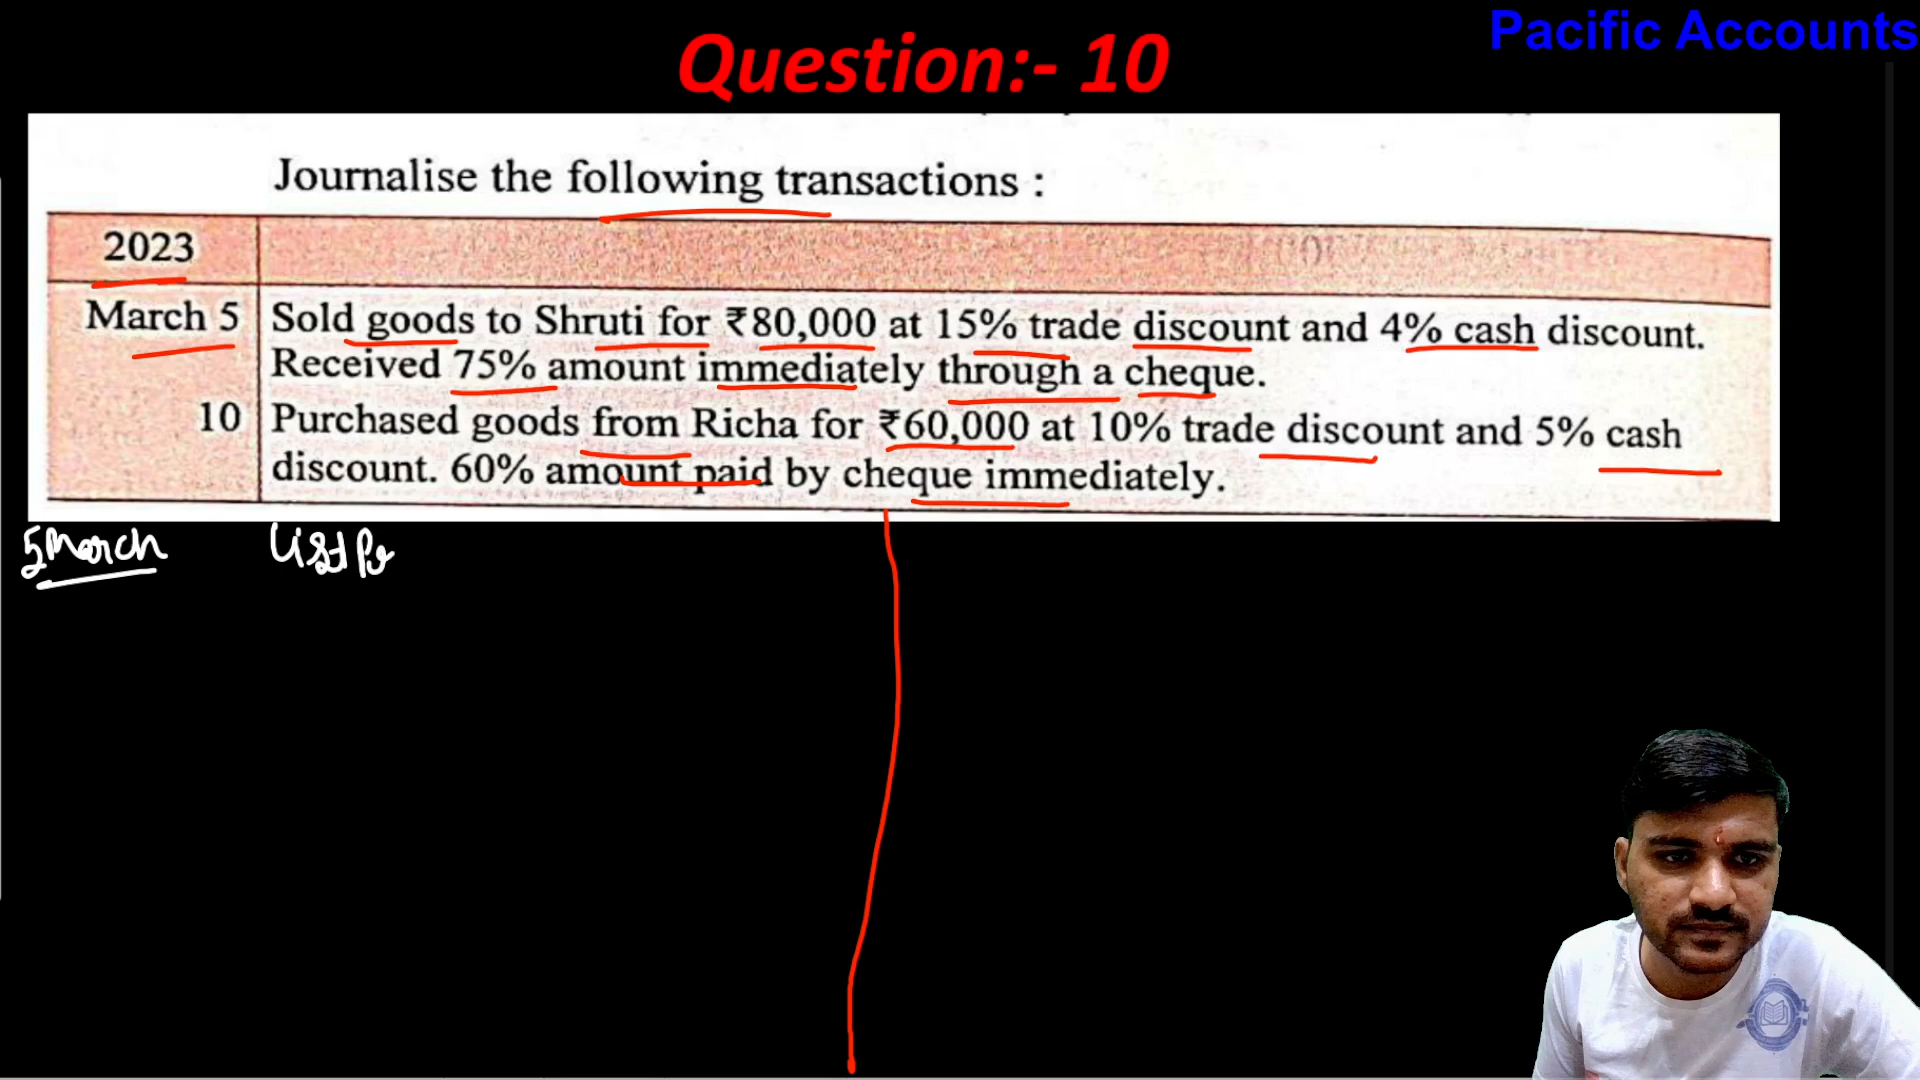 Pacific Accounts
Question:- 10
Journalise the following transactions :
2023
March 5 Sold goods to Shruti for ₹80,000 at 15% trade discount and 4% cash discount.
Received 75% amount immediately through a cheque.
10 Purchased goods from Richa for ₹60,000 at 10% trade discount and 5% cash
discount. 60% amount paid by cheque immediately.
5 March List Pr